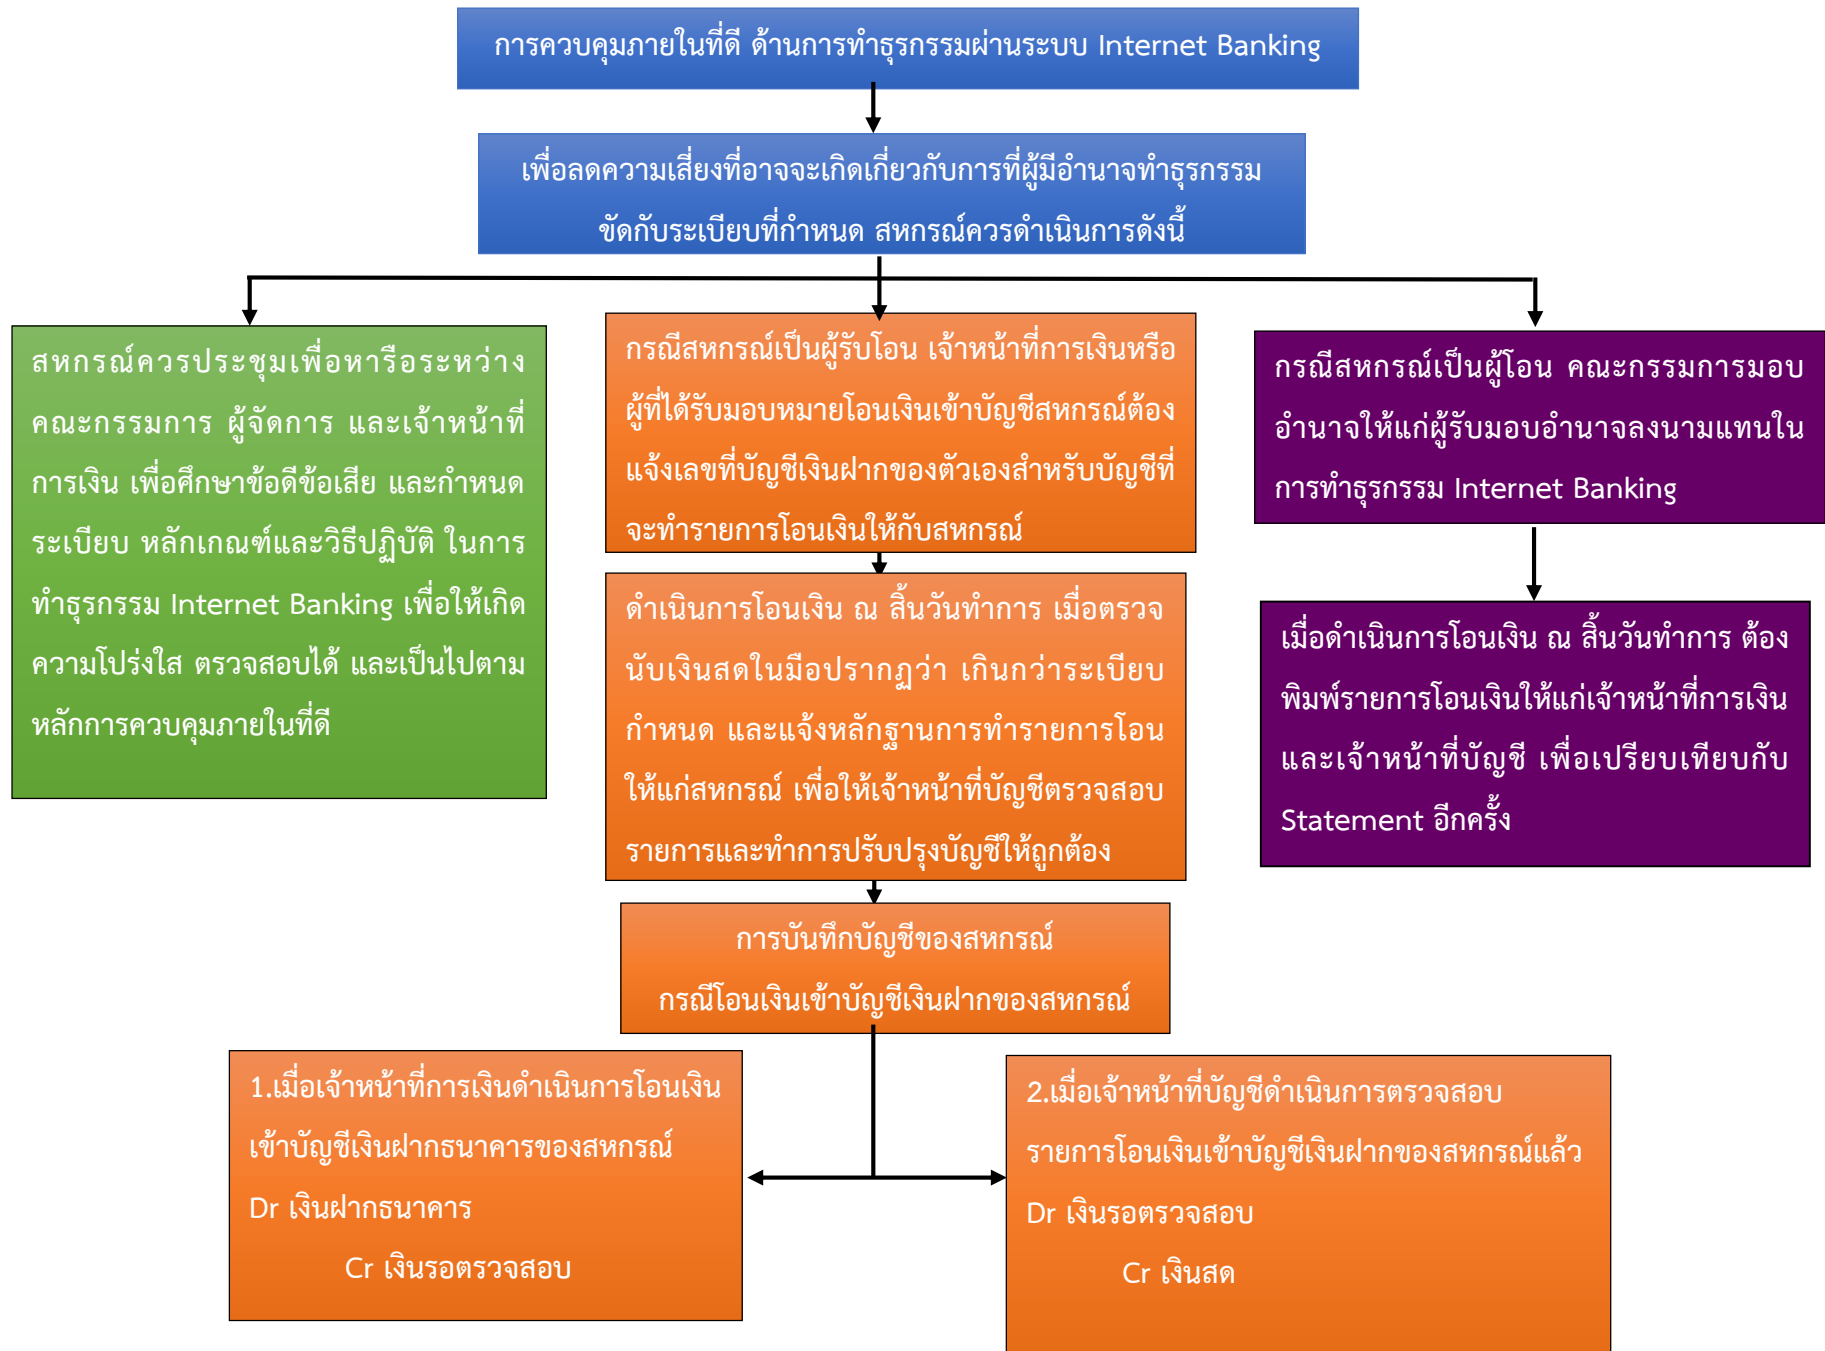 การควบคุมภายในที่ดี ด้านการทำธุรกรรมผ่านระบบ Internet Banking
เพื่อลดความเสี่ยงที่อาจจะเกิดเกี่ยวกับการที่ผู้มีอำนาจทำธุรกรรม
ขัดกับระเบียบที่กำหนด สหกรณ์ควรดำเนินการดังนี้
สหกรณ์ควรประชุมเพื่อหารือระหว่าง
คณะกรรมการ ผู้จัดการ และเจ้าหน้าที่
การเงิน เพื่อศึกษาข้อดีข้อเสีย และกำหนด
ระเบียบ หลักเกณฑ์และวิธีปฏิบัติ ในการ
ทำธุรกรรม Internet Banking เพื่อให้เกิด
ความโปร่งใส ตรวจสอบได้ และเป็นไปตาม
หลักการควบคุมภายในที่ดี
กรณีสหกรณ์เป็นผู้รับโอน เจ้าหน้าที่การเงินหรือ
ผู้ที่ได้รับมอบหมายโอนเงินเข้าบัญชีสหกรณ์ต้อง
แจ้งเลขที่บัญชีเงินฝากของตัวเองสำหรับบัญชีที่
จะทำรายการโอนเงินให้กับสหกรณ์
ดำเนินการโอนเงิน ณ สิ้นวันทำการ เมื่อตรวจ
นับเงินสดในมือปรากฏว่า เกินกว่าระเบียบ
กำหนด และแจ้งหลักฐานการทำรายการโอน
ให้แก่สหกรณ์ เพื่อให้เจ้าหน้าที่บัญชีตรวจสอบ
รายการและทำการปรับปรุงบัญชีให้ถูกต้อง
กรณีสหกรณ์เป็นผู้โอน คณะกรรมการมอบ
อำนาจให้แก่ผู้รับมอบอำนาจลงนามแทนใน
การทำธุรกรรม Internet Banking
เมื่อดำเนินการโอนเงิน ณ สิ้นวันทำการ ต้อง
พิมพ์รายการโอนเงินให้แก่เจ้าหน้าที่การเงิน
และเจ้าหน้าที่บัญชี เพื่อเปรียบเทียบกับ
Statement อีกครั้ง
การบันทึกบัญชีของสหกรณ์
กรณีโอนเงินเข้าบัญชีเงินฝากของสหกรณ์
1.เมื่อเจ้าหน้าที่การเงินดำเนินการโอนเงิน
เข้าบัญชีเงินฝากธนาคารของสหกรณ์
Dr เงินฝากธนาคาร
Cr เงินรอตรวจสอบ
2.เมื่อเจ้าหน้าที่บัญชีดำเนินการตรวจสอบ
รายการโอนเงินเข้าบัญชีเงินฝากของสหกรณ์แล้ว
Dr เงินรอตรวจสอบ
Cr เงินสด